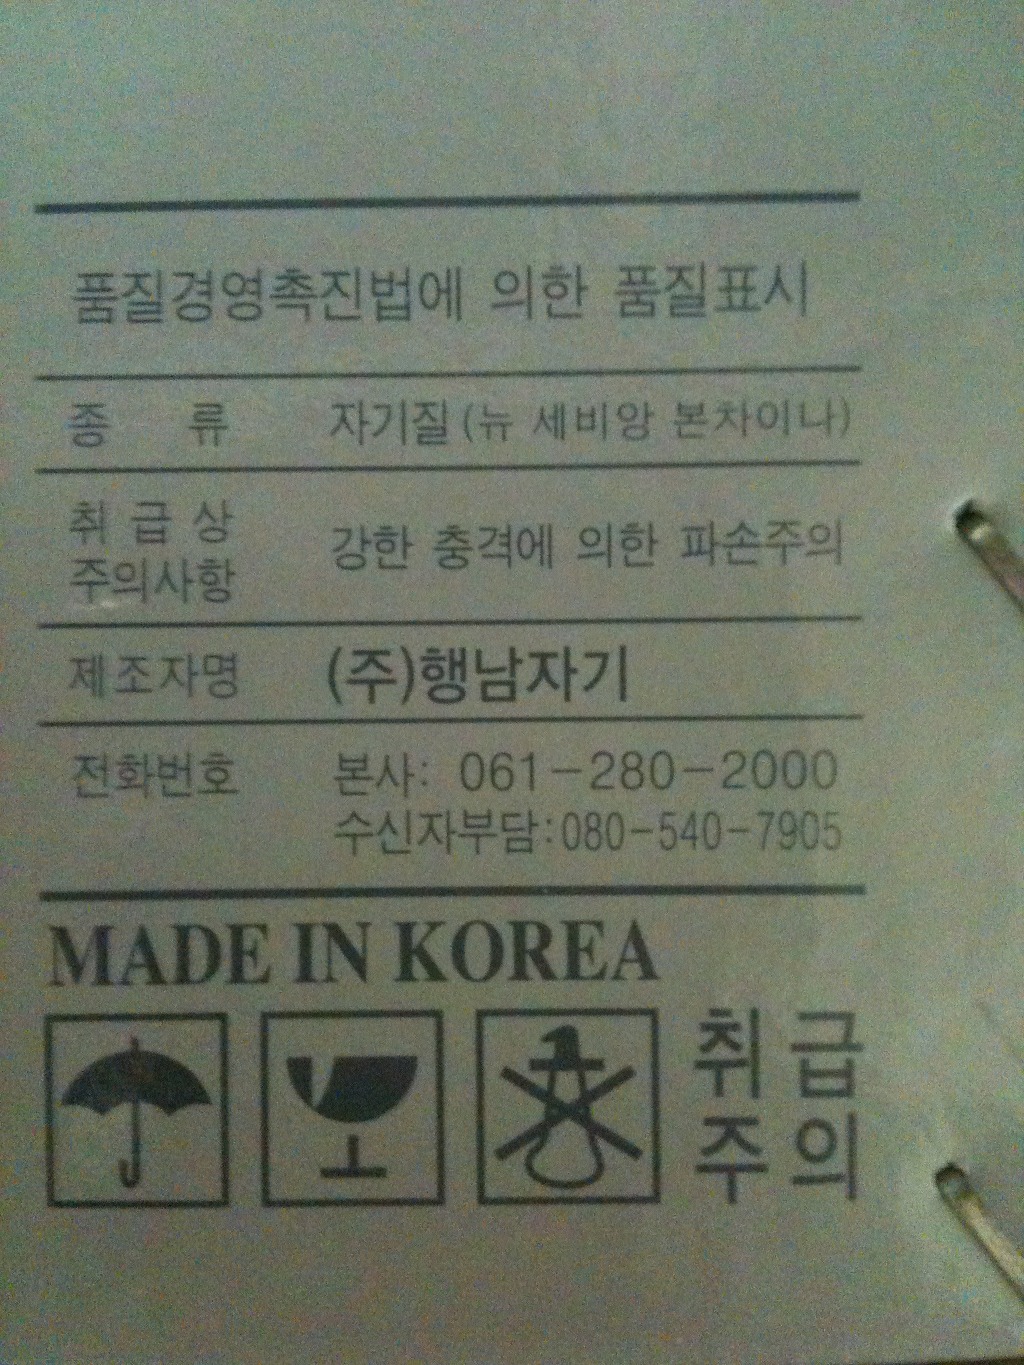 품질경영촉진법에 의한 품질표시
종 류 자기질(뉴 세비앙 본차이나)
취 급 상
주의사항 강한 충격에 의한 파손주의
제조자명 (주)행남자기
전화번호 본사: 061-280-2000
수신자부담:080-540-7905
MADE IN KOREA
취 급
주 의